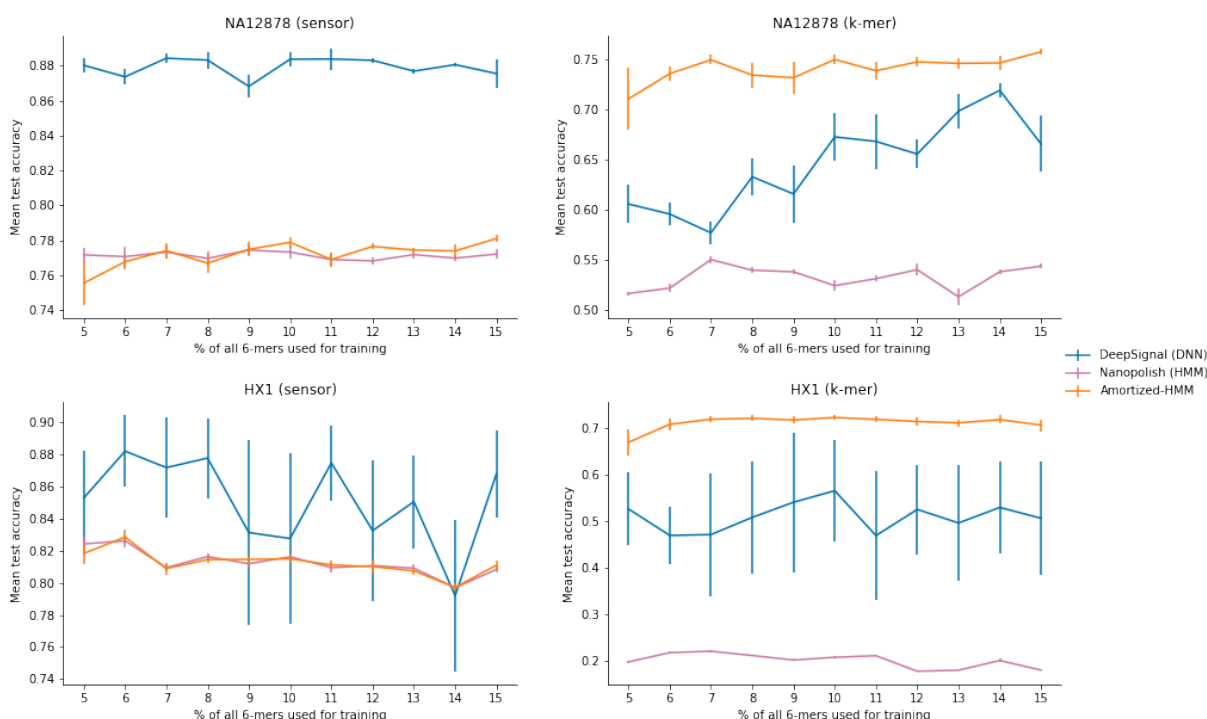 NA12878 (sensor)
Mean test accuracy
0.88
0.86
0.84
0.82
0.80
0.78
0.76
0.74
5 6 7 8 9 10 11 12 13 14 15
% of all 6-mers used for training
NA12878 (k-mer)
Mean test accuracy
0.75
0.70
0.65
0.60
0.55
0.50
5 6 7 8 9 10 11 12 13 14 15
% of all 6-mers used for training
DeepSignal (DNN)
Nanopolish (HMM)
Amortized-HMM
HX1 (sensor)
Mean test accuracy
0.90
0.88
0.86
0.84
0.82
0.80
0.78
0.76
0.74
5 6 7 8 9 10 11 12 13 14 15
% of all 6-mers used for training
HX1 (k-mer)
Mean test accuracy
0.7
0.6
0.5
0.4
0.3
0.2
5 6 7 8 9 10 11 12 13 14 15
% of all 6-mers used for training